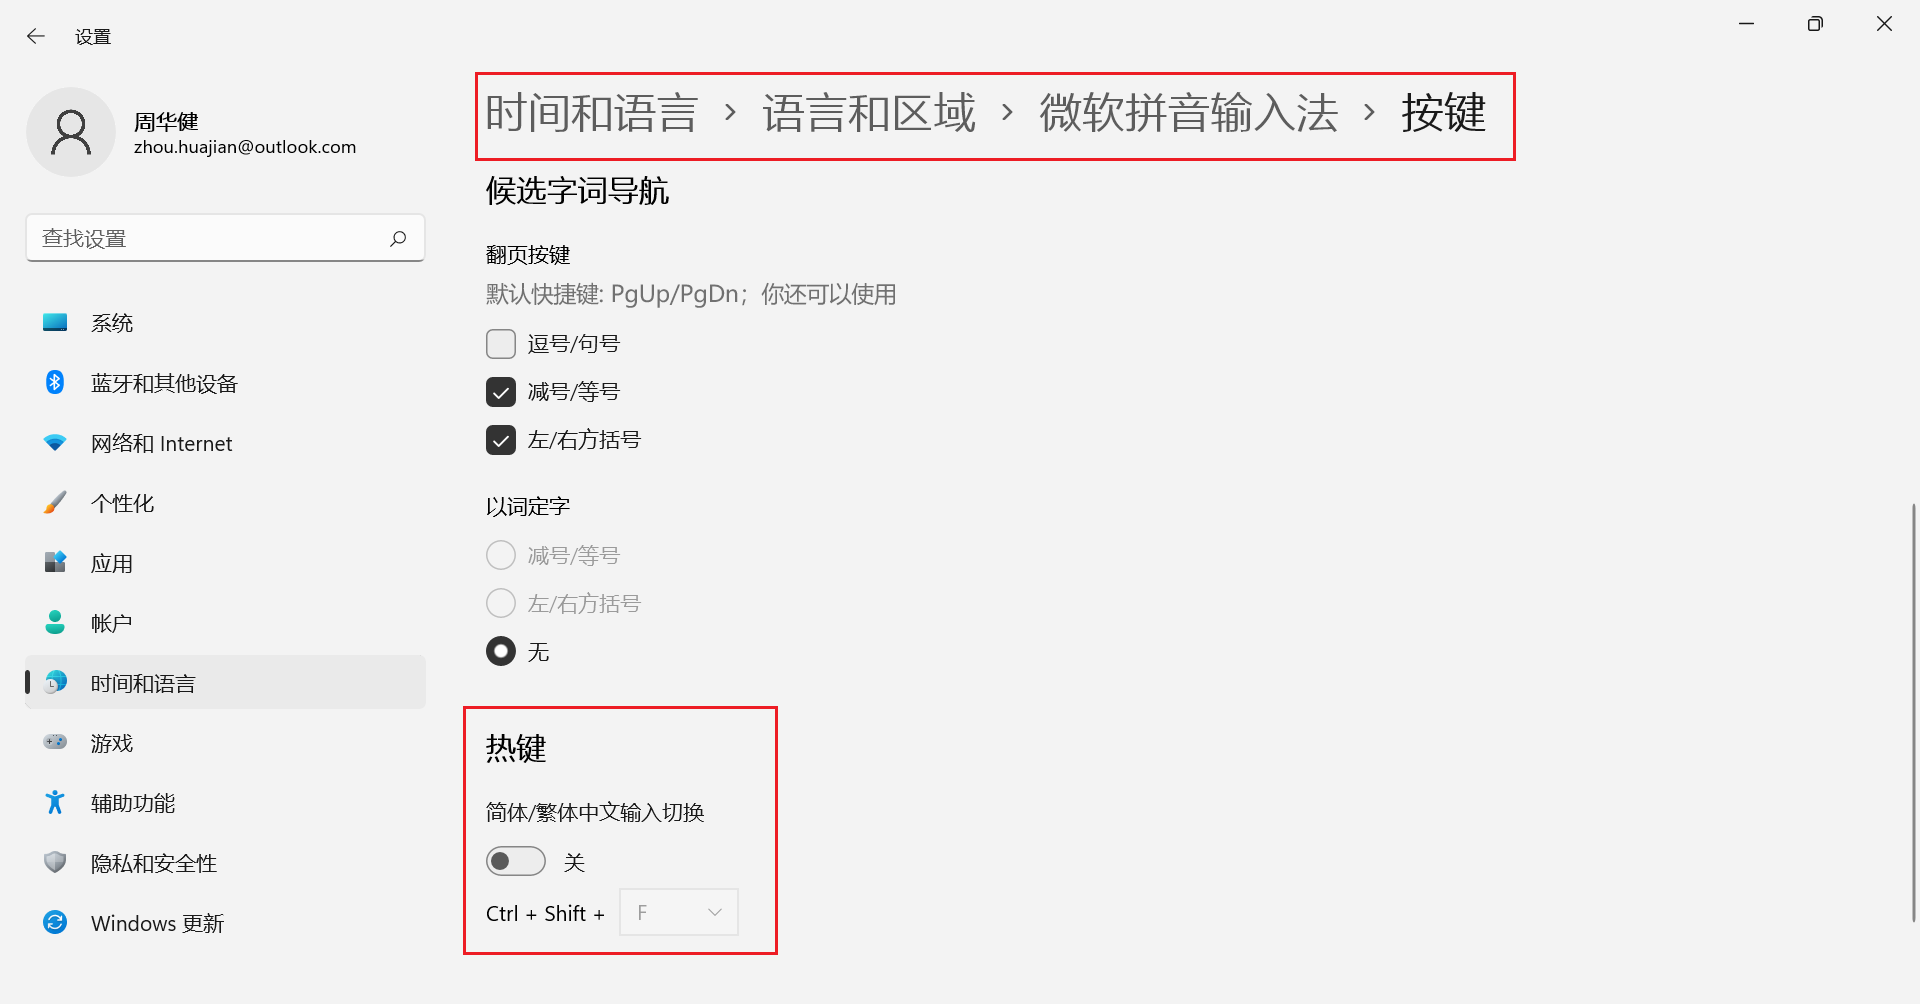 设置
周华健
zhou.huajian@outlook.com
查找设置
系统
蓝牙和其他设备
网络和 Internet
个性化
应用
帐户
时间和语言
游戏
辅助功能
隐私和安全性
Windows 更新
时间和语言 › 语言和区域 › 微软拼音输入法 › 按键
候选字词导航
翻页按键
默认快捷键: PgUp/PgDn；你还可以使用
逗号/句号
减号/等号
左/右方括号
以词定字
减号/等号
左/右方括号
无
热键
简体/繁体中文输入切换
关
Ctrl + Shift + F